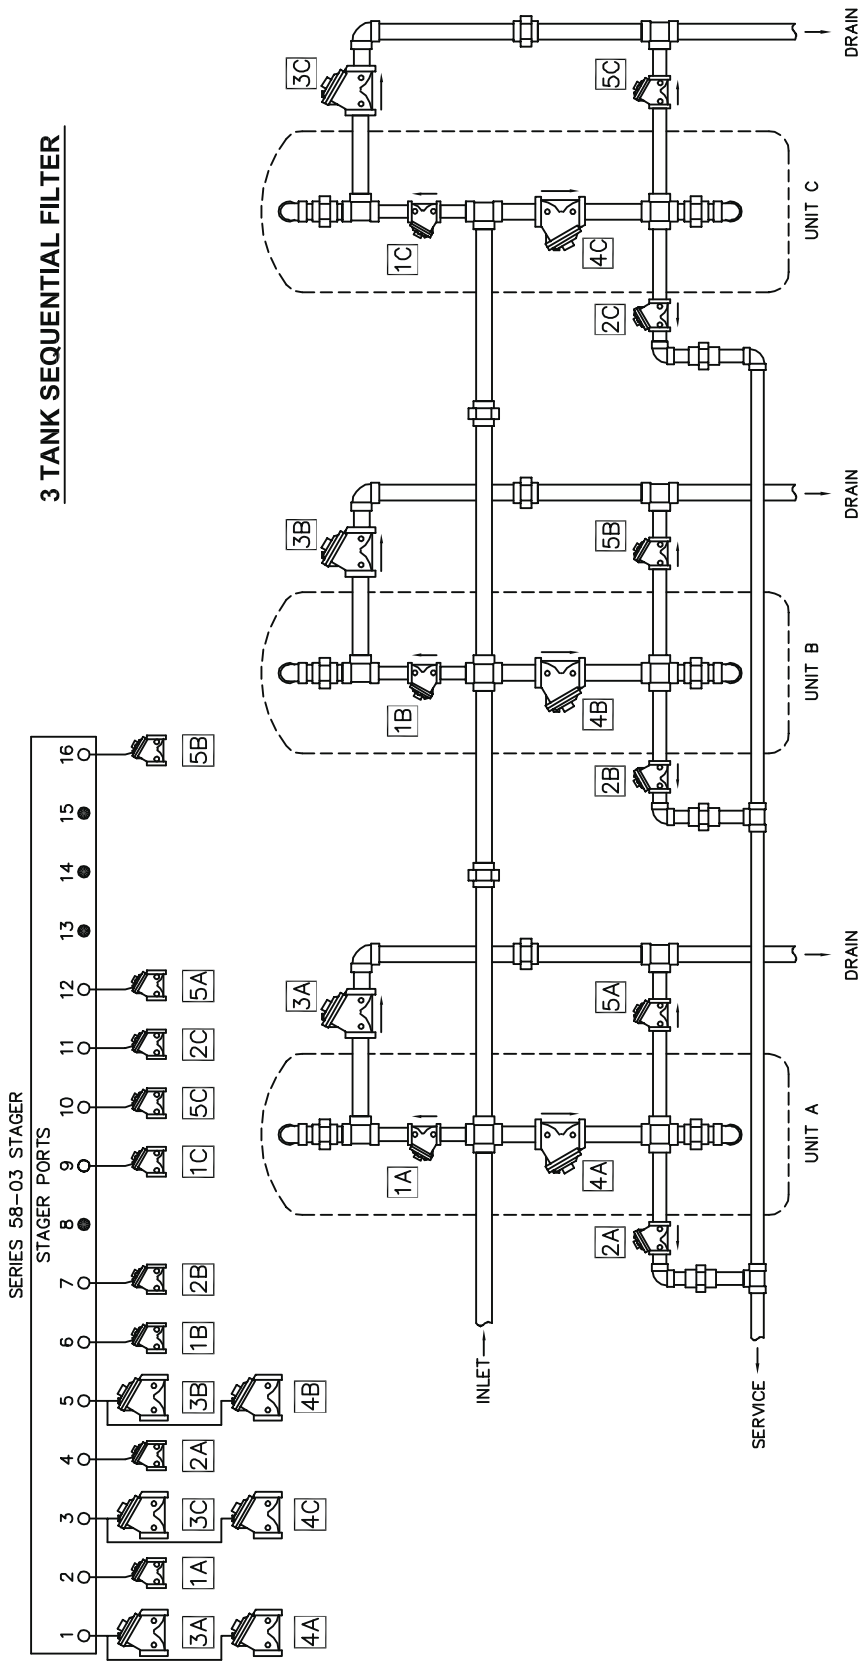 3 TANK SEQUENTIAL FILTER
SERIES 58-03 STAGER
STAGER PORTS
1 2 3 4 5 6 7 8 9 10 11 12 13 14 15 16
3A 1A 3C 2A 3B 1B 2B 1C 5C 2C 5A 5B
4A 4C 4B
3A 3B 3C
1A 1B 1C
INLET
4A 4B 4C
2A 5A 2B 5B 2C 5C
SERVICE
UNIT A UNIT B UNIT C
DRAIN DRAIN DRAIN